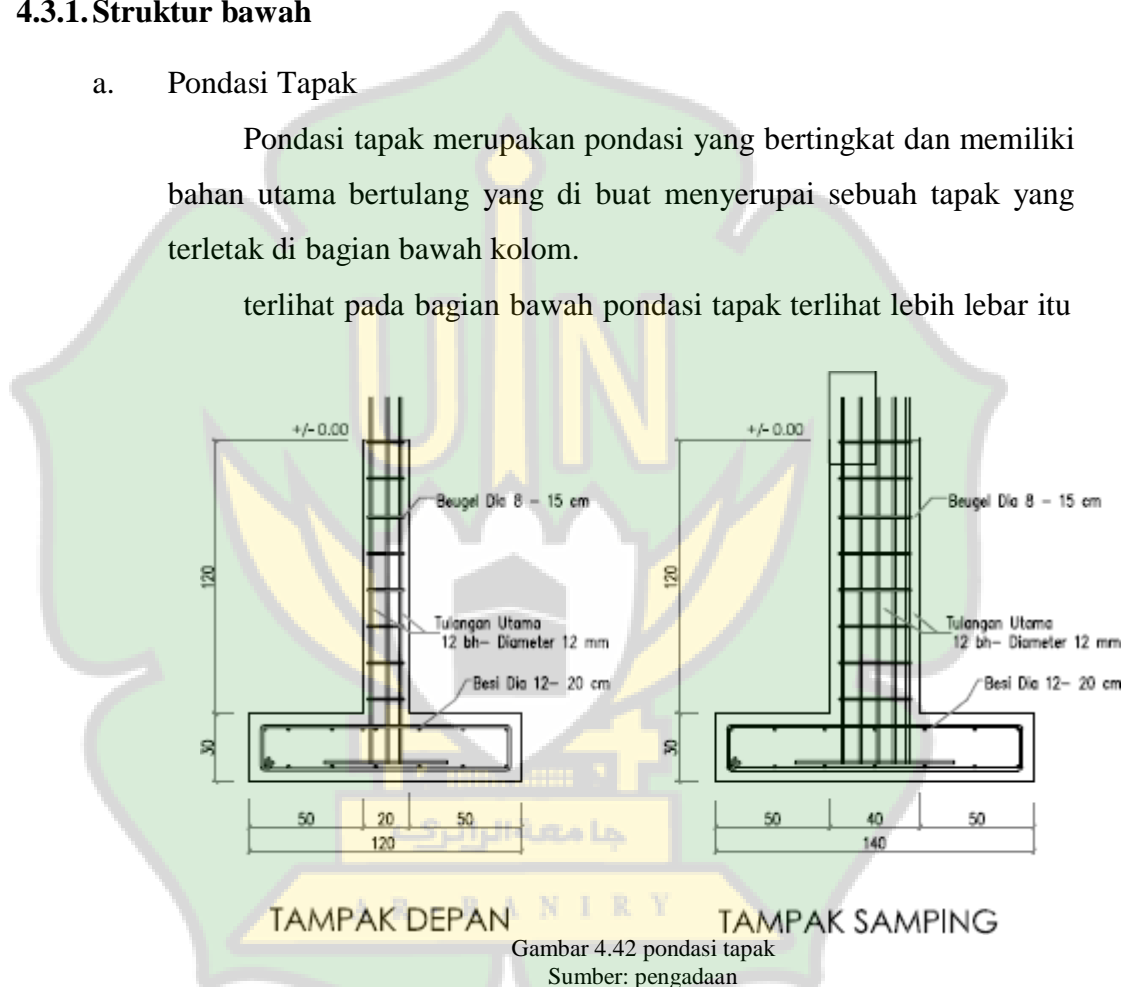 4.3.1. Struktur bawah
a. Pondasi Tapak
Pondasi tapak merupakan pondasi yang bertingkat dan memiliki
bahan utama bertulang yang di buat menyerupai sebuah tapak yang
terletak di bagian bawah kolom.
terlihat pada bagian bawah pondasi tapak terlihat lebih lebar itu
UIN
+/- 0.00
Beugel Dia 8 - 15 cm
120
Tulangan Utama
12 bh- Diameter 12 mm
Besi Dia 12- 20 cm
30
50 20 50
120
TAMPAK DEPAN
+/- 0.00
Beugel Dia 8 - 15 cm
120
Tulangan Utama
12 bh- Diameter 12 mm
Besi Dia 12- 20 cm
30
50 40 50
140
TAMPAK SAMPING
جامعة الرانري
A R - R A N I R Y
Gambar 4.42 pondasi tapak
Sumber: pengadaan